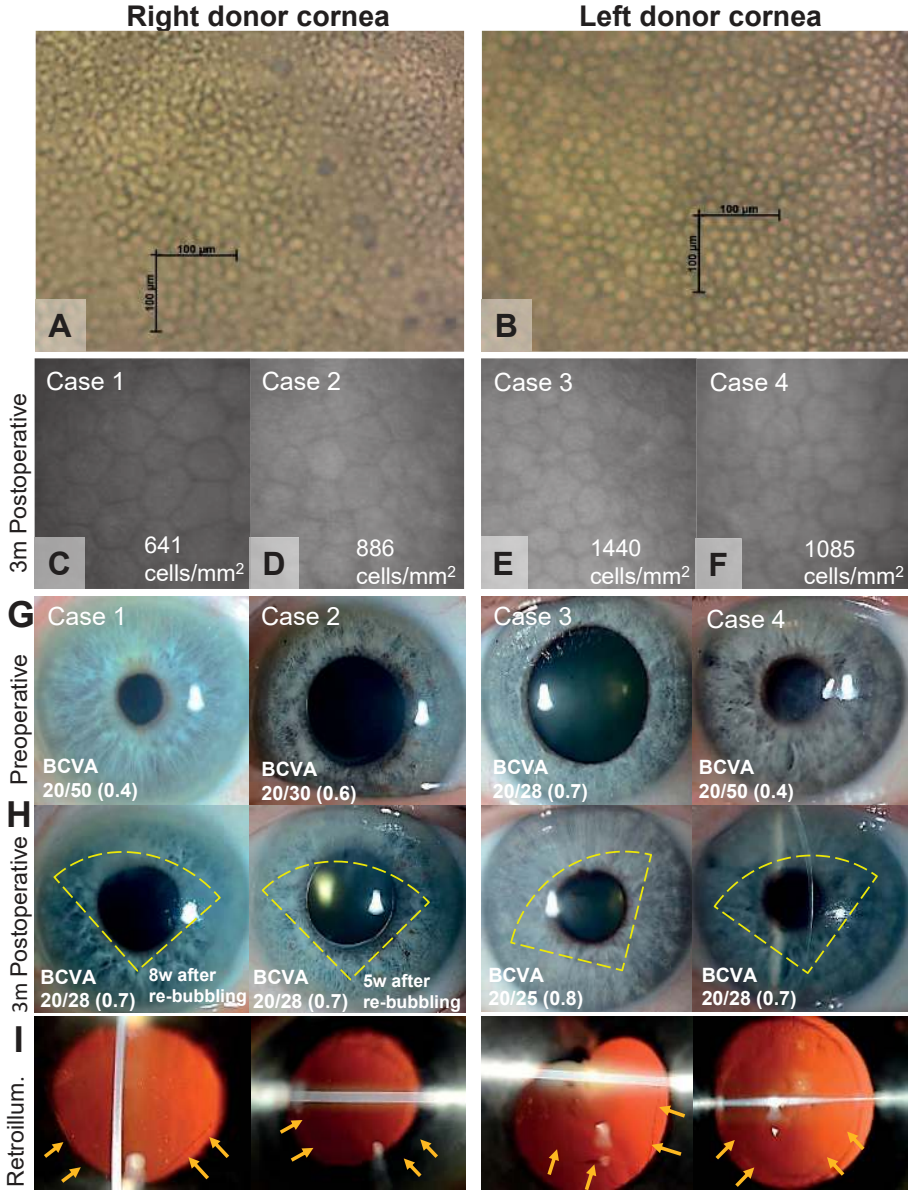 Right donor cornea
Left donor cornea
100 µm
100 µm
A
100 µm
100 µm
B
3m Postoperative
Case 1
641
cells/mm²
C
Case 2
886
cells/mm²
D
Case 3
1440
cells/mm²
E
Case 4
1085
cells/mm²
F
G
Preoperative
Case 1
BCVA
20/50 (0.4)
Case 2
BCVA
20/30 (0.6)
Case 3
BCVA
20/28 (0.7)
Case 4
BCVA
20/50 (0.4)
H
3m Postoperative
BCVA
20/28 (0.7)
8w after
re-bubbling
BCVA
20/28 (0.7)
5w after
re-bubbling
BCVA
20/25 (0.8)
BCVA
20/28 (0.7)
I
Retroillum.